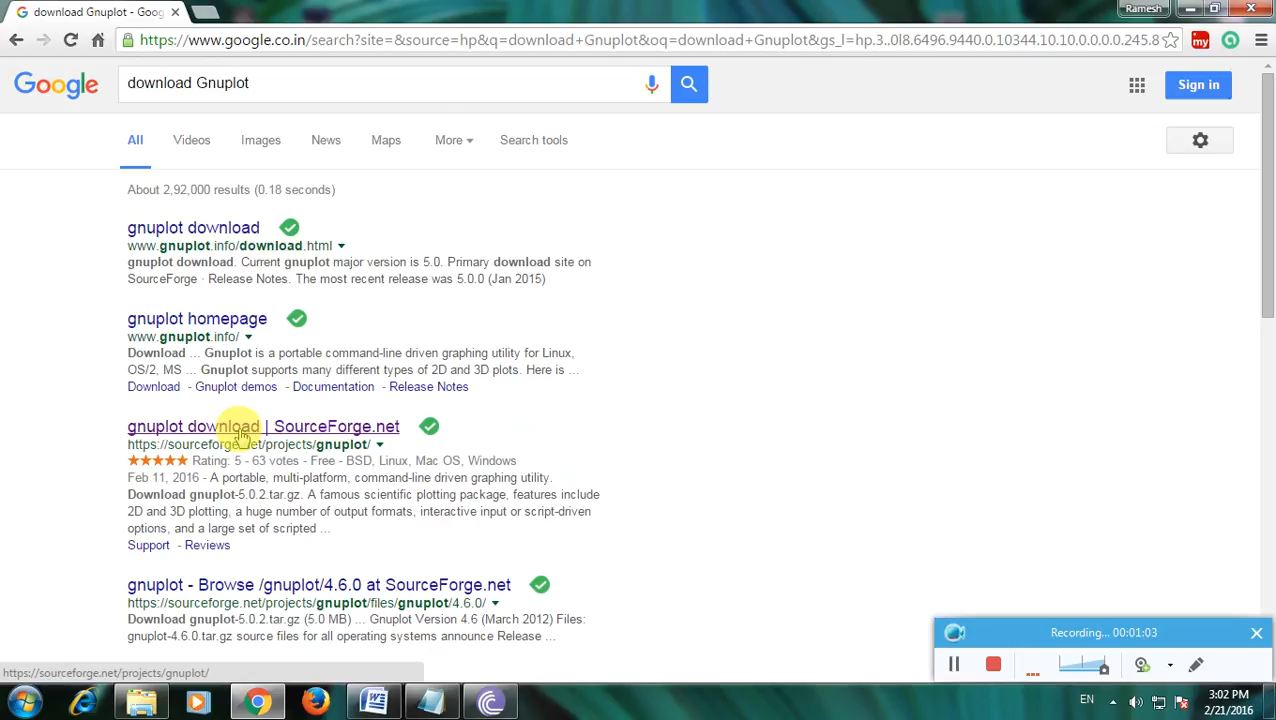 download Gnuplot - Goog
Ramesh
https://www.google.co.in/search?site=&source=hp&q=download+Gnuplot&oq=download+Gnuplot&gs_l=hp.3..0l8.6496.9440.0.10344.10.10.0.0.0.0.245.8
my
Google
download Gnuplot
Sign in
All
Videos
Images
News
Maps
More
Search tools
About 2,92,000 results (0.18 seconds)
gnuplot download
www.gnuplot.info/download.html
gnuplot download. Current gnuplot major version is 5.0. Primary download site on
SourceForge · Release Notes. The most recent release was 5.0.0 (Jan 2015)
gnuplot homepage
www.gnuplot.info/
Download ... Gnuplot is a portable command-line driven graphing utility for Linux,
OS/2, MS ... Gnuplot supports many different types of 2D and 3D plots. Here is ...
Download - Gnuplot demos - Documentation - Release Notes
gnuplot download | SourceForge.net
https://sourceforge.net/projects/gnuplot/
Rating: 5 - 63 votes - Free - BSD, Linux, Mac OS, Windows
Feb 11, 2016 - A portable, multi-platform, command-line driven graphing utility.
Download gnuplot-5.0.2.tar.gz. A famous scientific plotting package, features include
2D and 3D plotting, a huge number of output formats, interactive input or script-driven
options, and a large set of scripted ...
Support - Reviews
gnuplot - Browse /gnuplot/4.6.0 at SourceForge.net
https://sourceforge.net/projects/gnuplot/files/gnuplot/4.6.0/
Download gnuplot-5.0.2.tar.gz (5.0 MB) ... Gnuplot Version 4.6 (March 2012) Files:
gnuplot-4.6.0.tar.gz source files for all operating systems announce Release ...
Recording... 00:01:03
https://sourceforge.net/projects/gnuplot/
EN
3:02 PM
2/21/2016